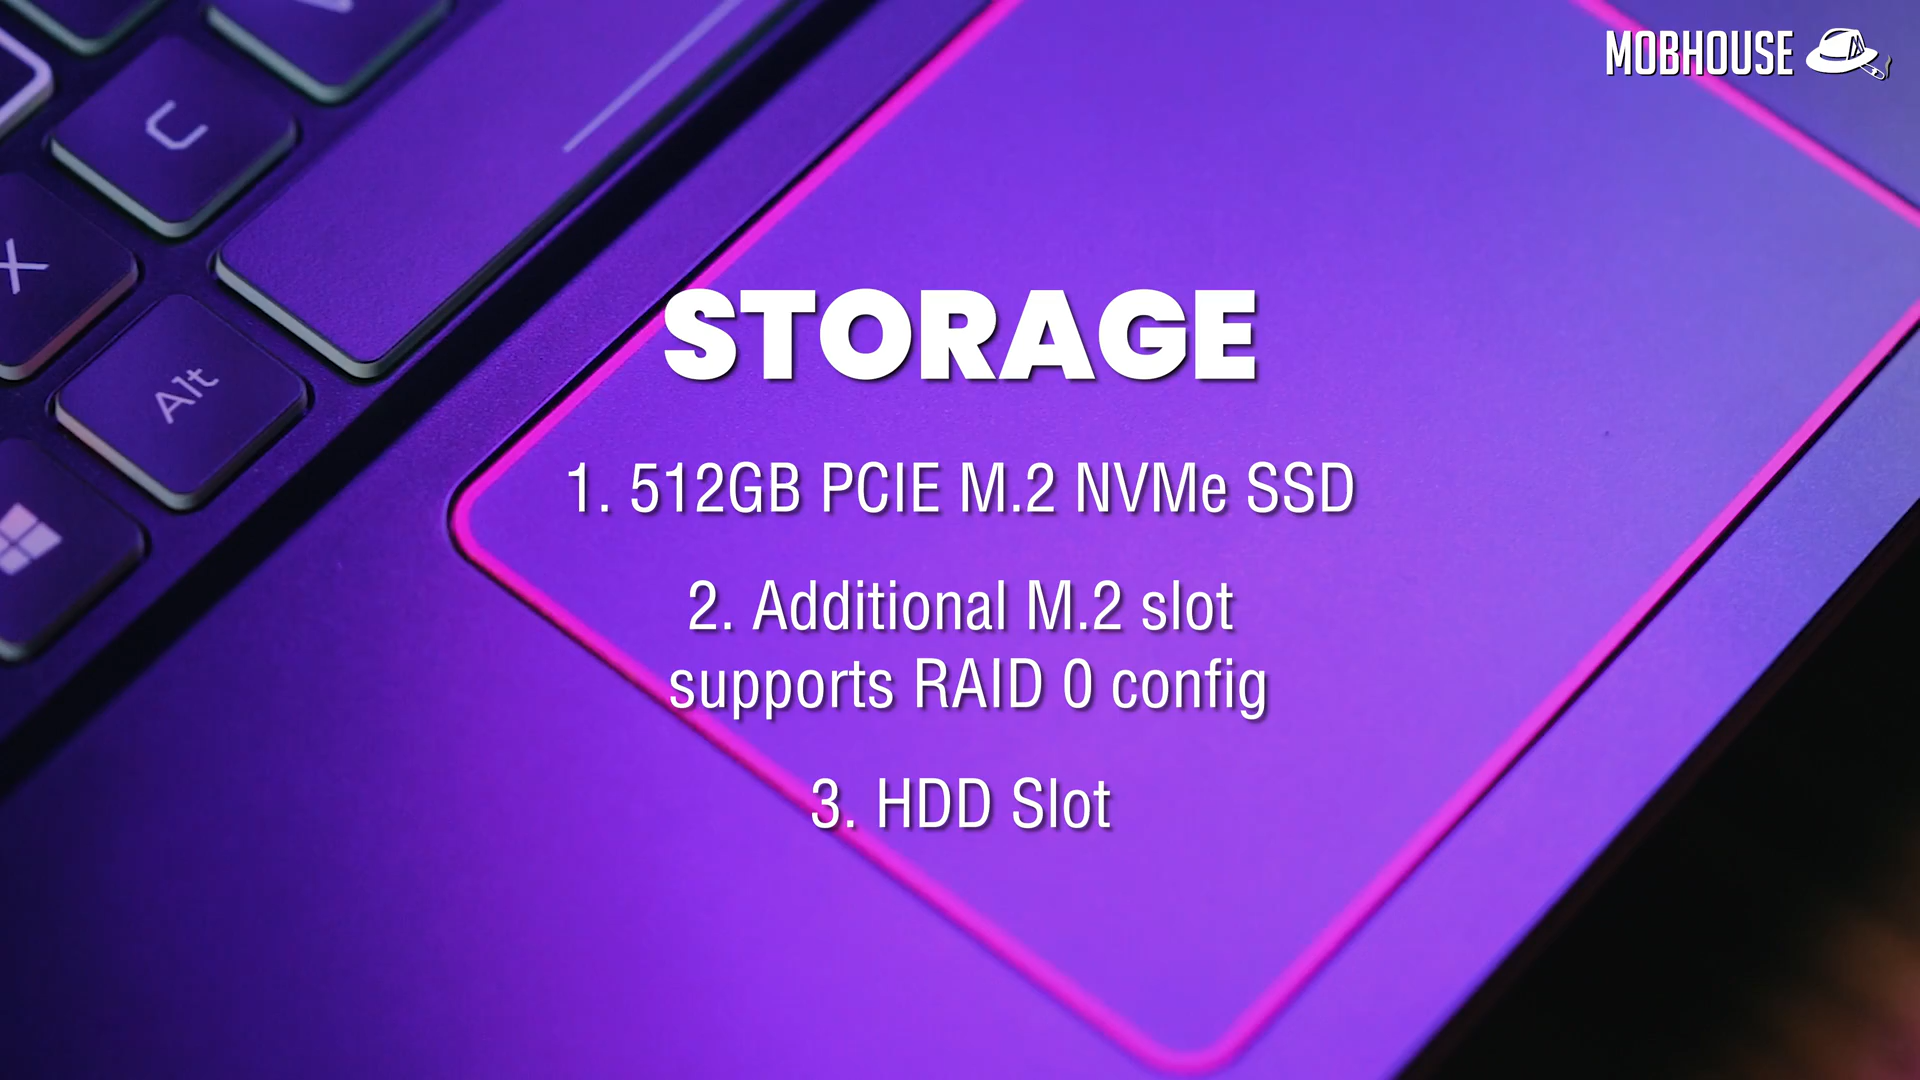 MOBHOUSE
C
X
Alt
STORAGE
1. 512GB PCIE M.2 NVMe SSD
2. Additional M.2 slot
supports RAID 0 config
3. HDD Slot